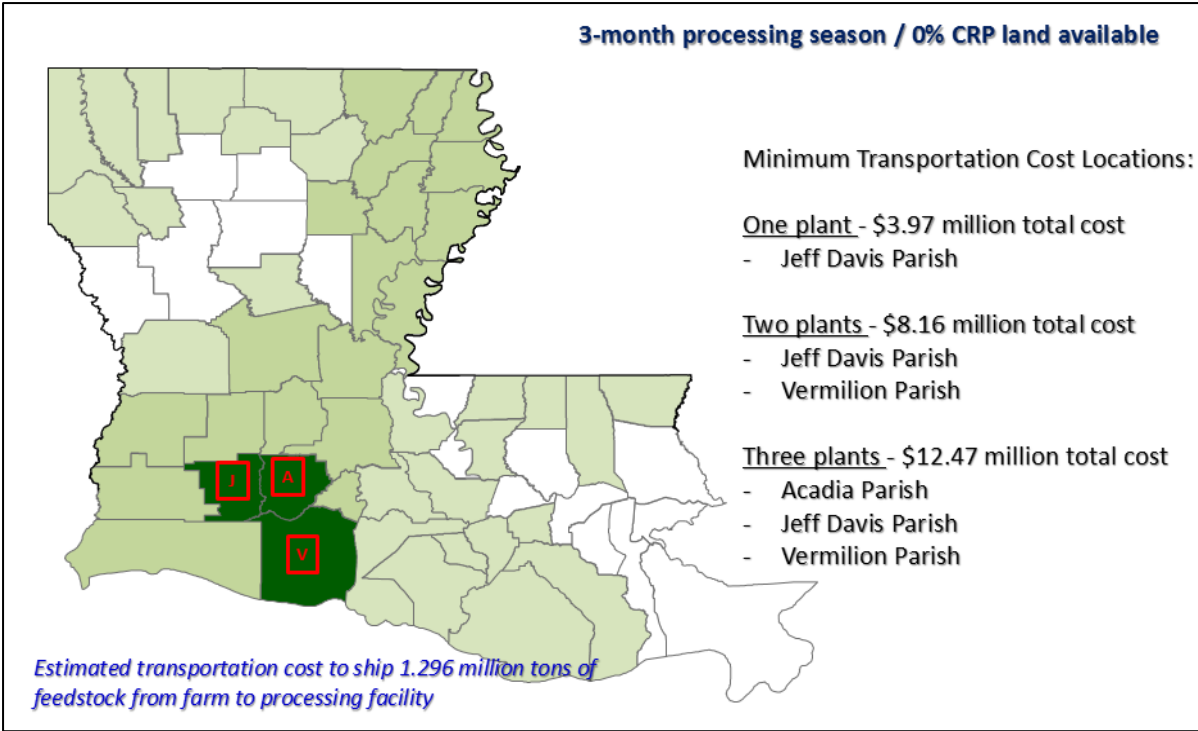 3-month processing season / 0% CRP land available
Minimum Transportation Cost Locations:
One plant - $3.97 million total cost
- Jeff Davis Parish
Two plants - $8.16 million total cost
- Jeff Davis Parish
- Vermilion Parish
Three plants - $12.47 million total cost
- Acadia Parish
- Jeff Davis Parish
- Vermilion Parish
J
A
V
Estimated transportation cost to ship 1.296 million tons of
feedstock from farm to processing facility